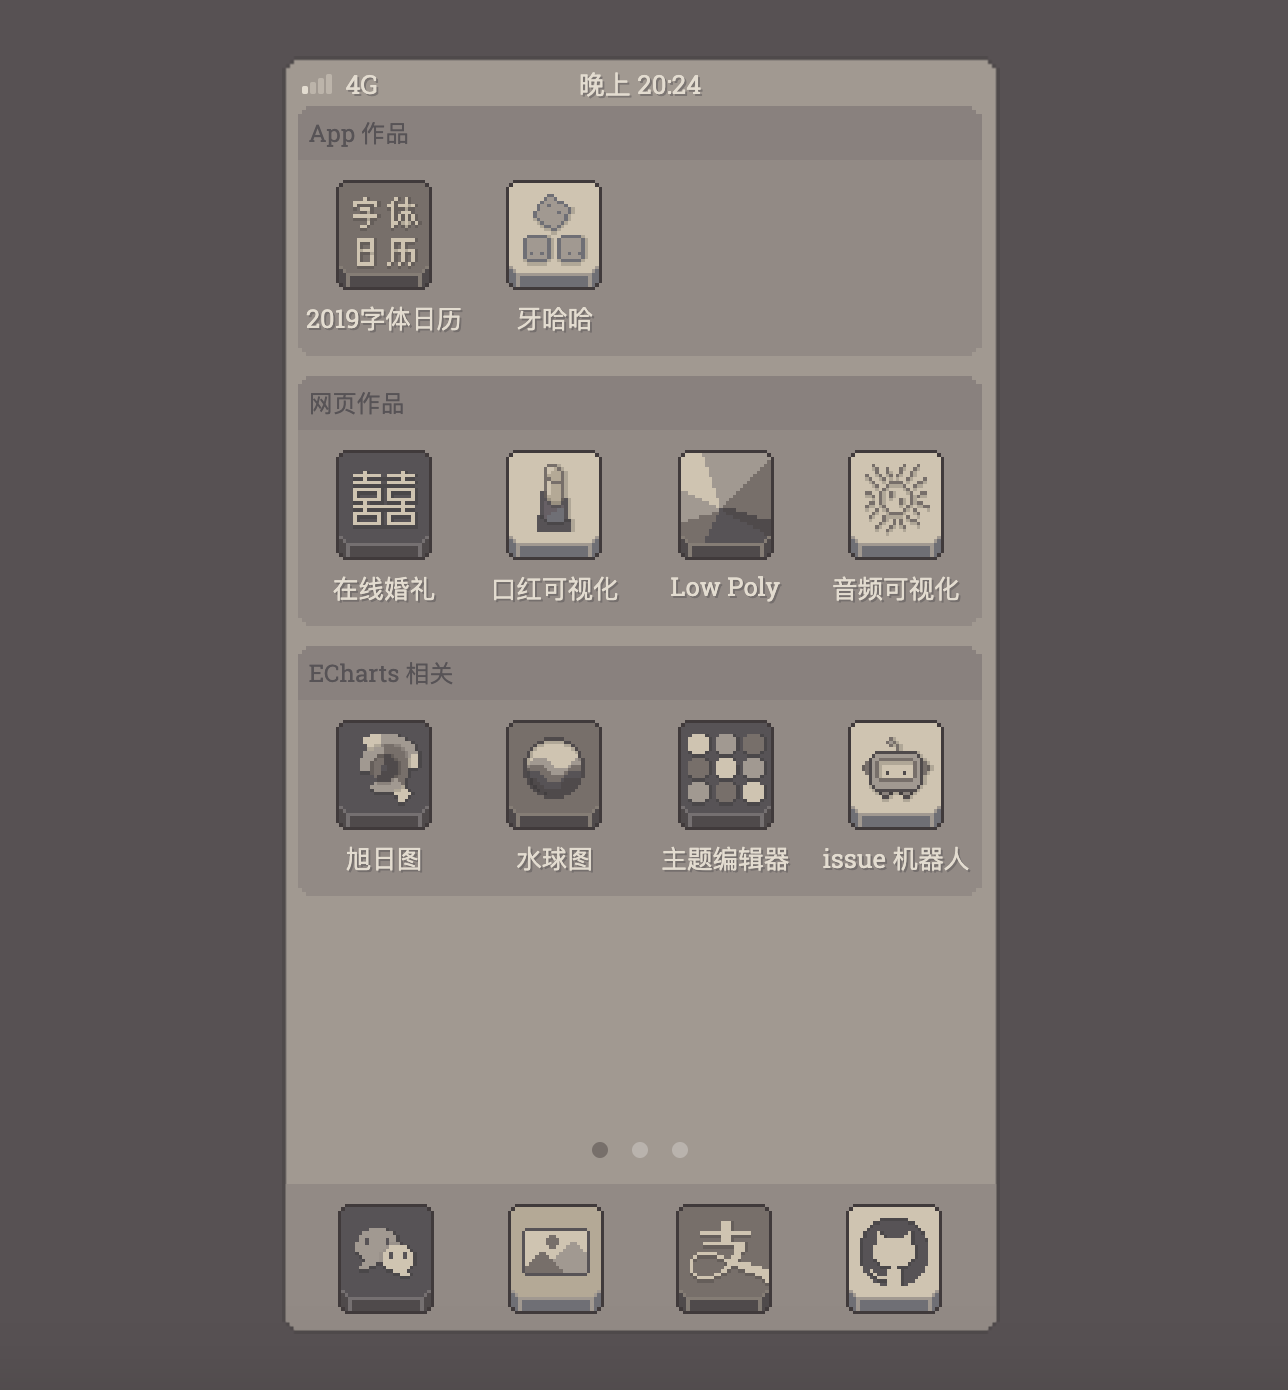 4G 晚上 20:24
App 作品
字体
日历
2019字体日历 牙哈哈
网页作品
囍
在线婚礼 口红可视化 Low Poly 音频可视化
ECharts 相关
旭日图 水球图 主题编辑器 issue 机器人
支